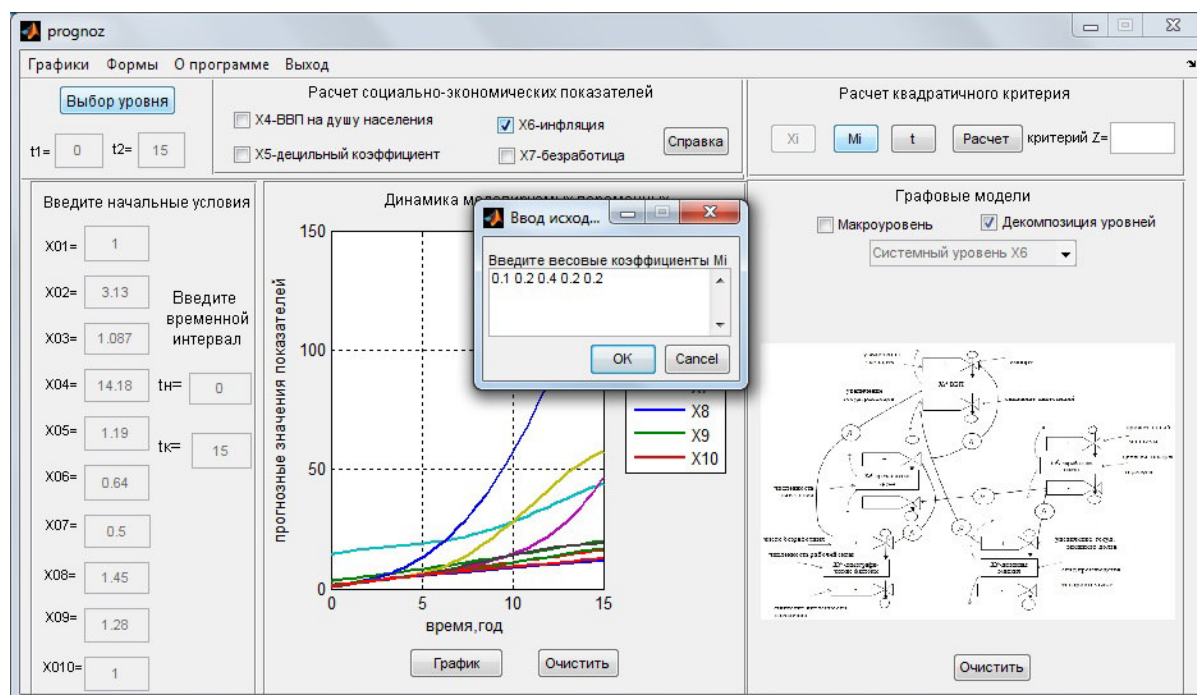 prognoz
Графики Формы О программе Выход
Выбор уровня
t1= 0 t2= 15
Расчет социально-экономических показателей
X4-ВВП на душу населения
X6-инфляция
X5-децильный коэффициент
X7-безработица
Справка
Расчет квадратичного критерия
Xi Mi t Расчет критерий Z=
Введите начальные условия
X01= 1
X02= 3.13
X03= 1.087
X04= 14.18
X05= 1.19
X06= 0.64
X07= 0.5
X08= 1.45
X09= 1.28
X010= 1
Введите
временной
интервал
tн= 0
tк= 15
Динамика моделируемых переменных
прогнозные значения показателей
150
100
50
0
0 5 10 15
время,год
X8
X9
X10
График Очистить
Ввод исход...
Введите весовые коэффициенты Mi
0.1 0.2 0.4 0.2 0.2
OK Cancel
Графовые модели
Макроуровень Декомпозиция уровней
Системный уровень X6
Очистить